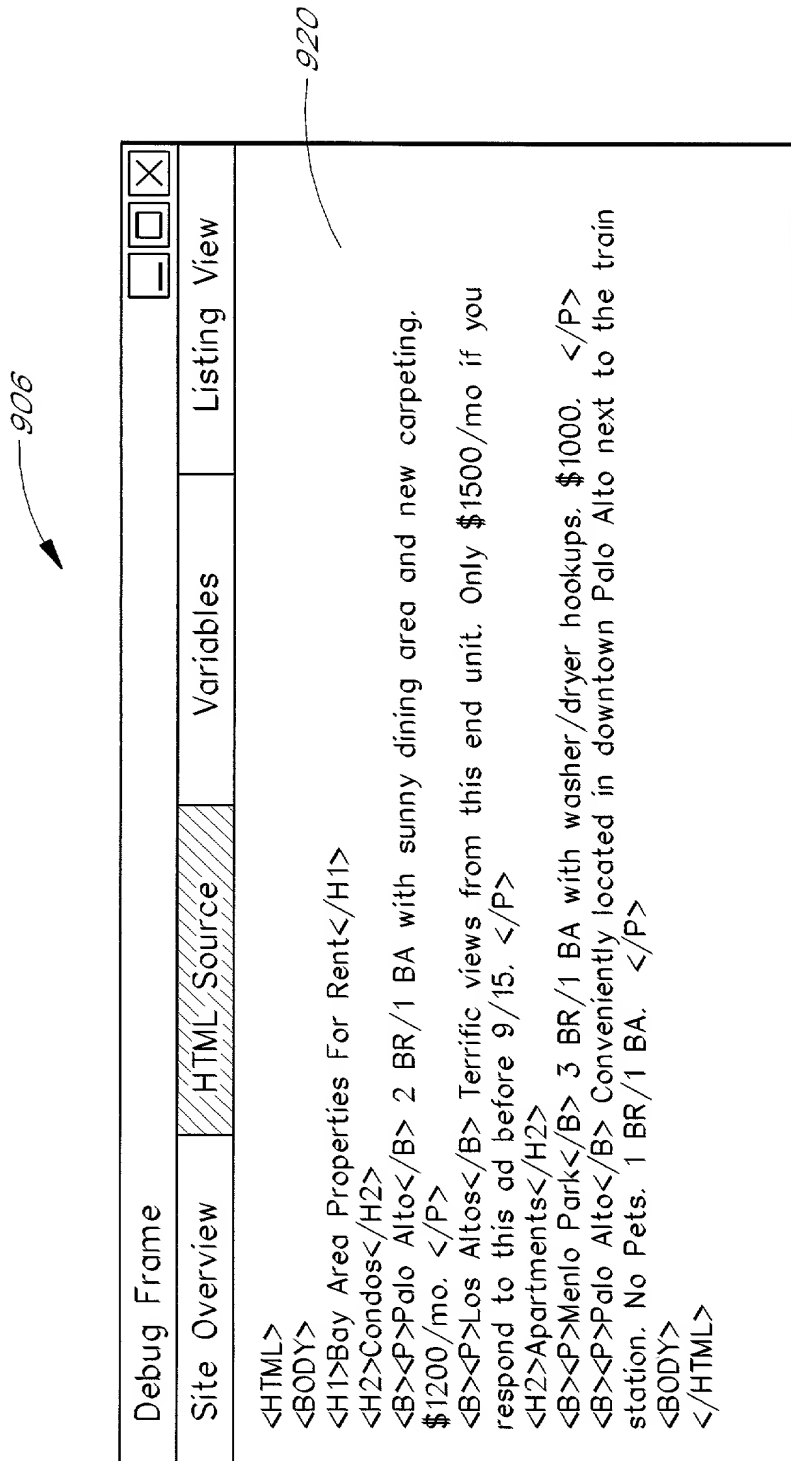 906
Debug Frame
Site Overview HTML Source Variables Listing View
920
<HTML>
<BODY>
<H1>Bay Area Properties For Rent</H1>
<H2>Condos</H2>
<B><P>Palo Alto</B> 2 BR/1 BA with sunny dining area and new carpeting.
$1200/mo. </P>
<B><P>Los Altos</B> Terrific views from this end unit. Only $1500/mo if you
respond to this ad before 9/15. </P>
<H2>Apartments</H2>
<B><P>Menlo Park</B> 3 BR/1 BA with washer/dryer hookups. $1000. </P>
<B><P>Palo Alto</B> Conveniently located in downtown Palo Alto next to the train
station. No Pets. 1 BR/1 BA. </P>
<BODY>
</HTML>